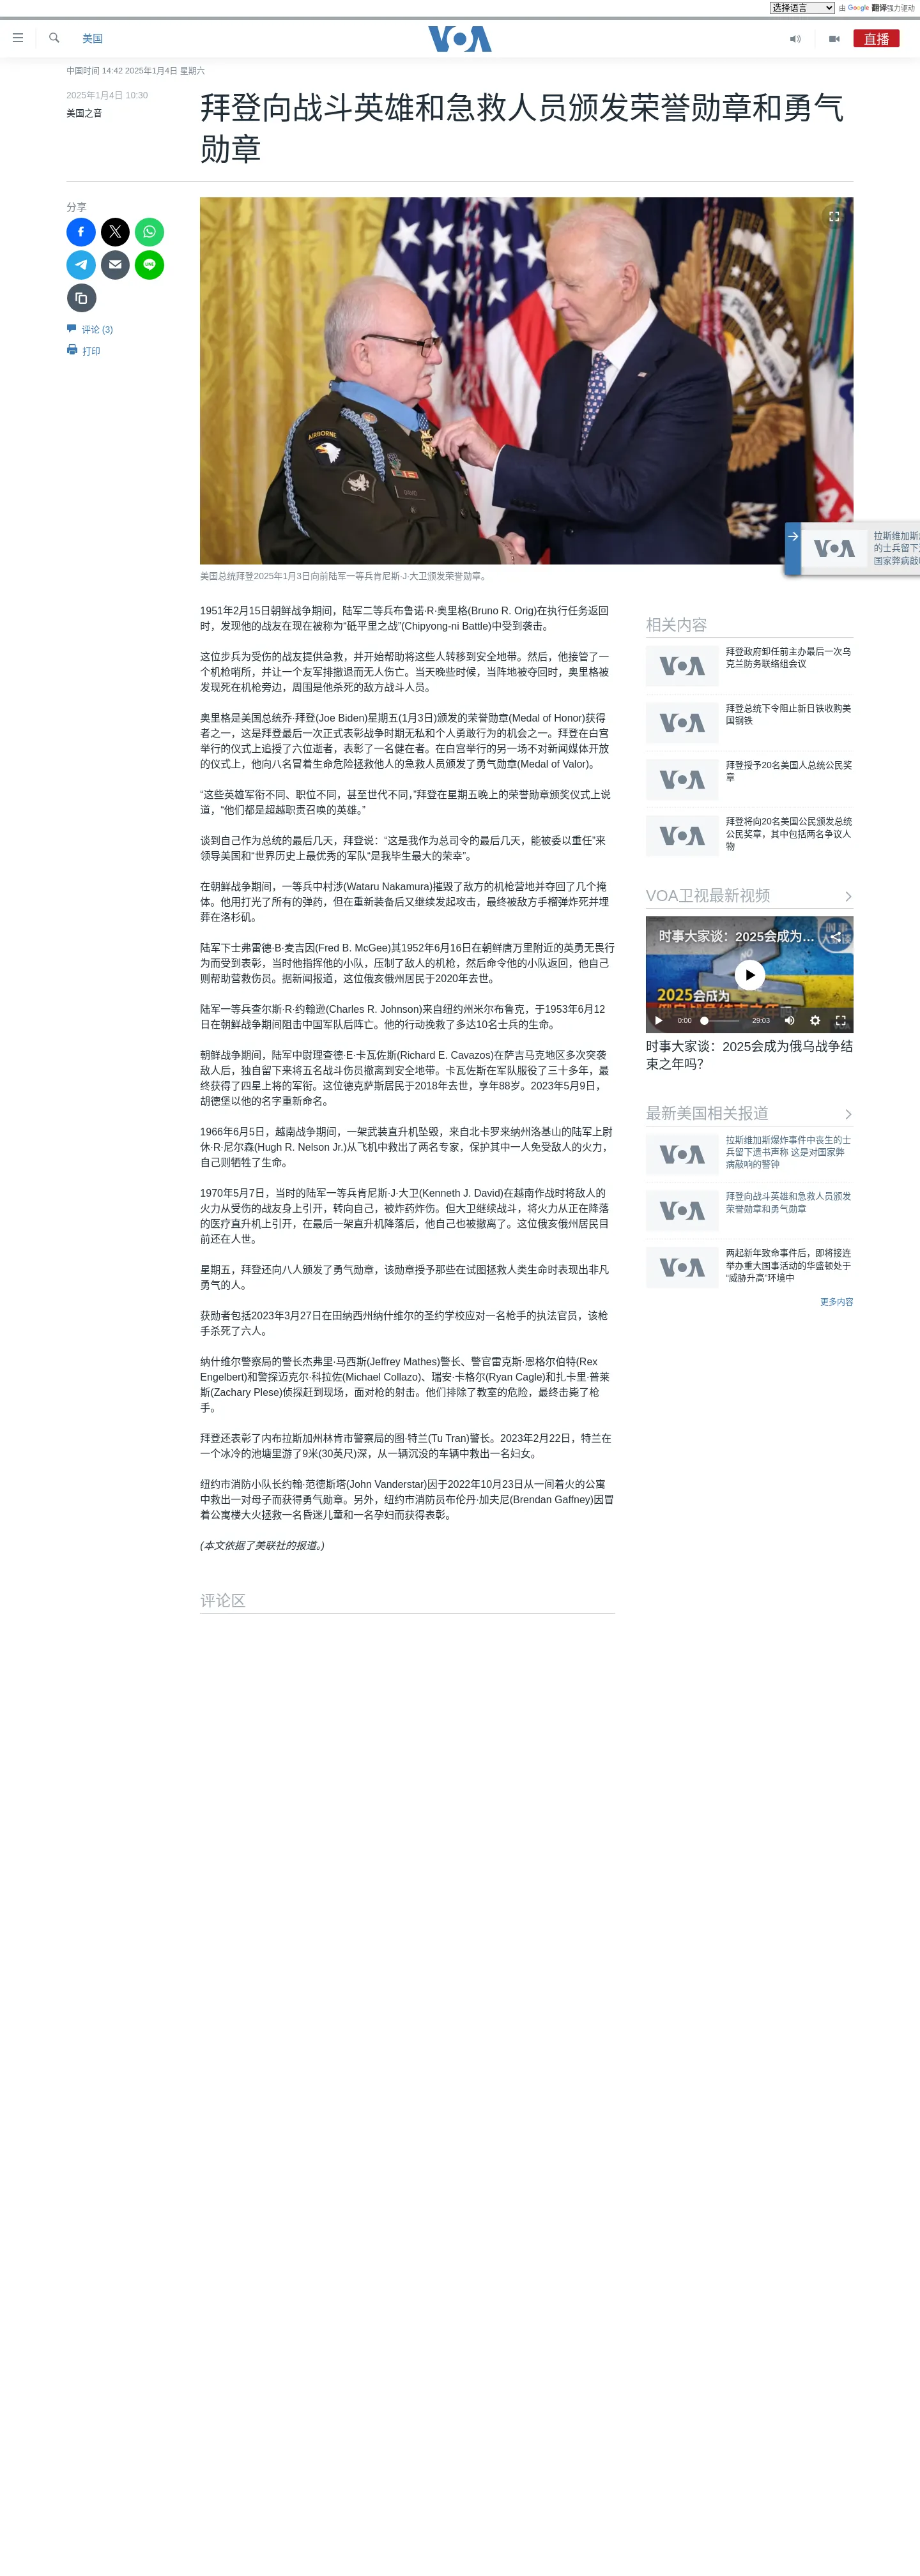 选择语言 由 Google 翻译强力驱动
美国
VOA
直播
中国时间 14:42 2025年1月4日 星期六
2025年1月4日 10:30
美国之音
拜登向战斗英雄和急救人员颁发荣誉勋章和勇气
勋章
分享
评论 (3)
打印
AIRBORNE
DAVID
美国总统拜登2025年1月3日向前陆军一等兵肯尼斯·J·大卫颁发荣誉勋章。
拉斯维加斯
的士兵留下
国家弊病敲
1951年2月15日朝鲜战争期间，陆军二等兵布鲁诺·R·奥里格(Bruno R. Orig)在执行任务返回
时，发现他的战友在现在被称为“砥平里之战”(Chipyong-ni Battle)中受到袭击。
这位步兵为受伤的战友提供急救，并开始帮助将这些人转移到安全地带。然后，他接管了一
个机枪哨所，并让一个友军排撤退而无人伤亡。当天晚些时候，当阵地被夺回时，奥里格被
发现死在机枪旁边，周围是他杀死的敌方战斗人员。
奥里格是美国总统乔·拜登(Joe Biden)星期五(1月3日)颁发的荣誉勋章(Medal of Honor)获得
者之一，这是拜登最后一次正式表彰战争时期无私和个人勇敢行为的机会之一。拜登在白宫
举行的仪式上追授了六位逝者，表彰了一名健在者。在白宫举行的另一场不对新闻媒体开放
的仪式上，他向八名冒着生命危险拯救他人的急救人员颁发了勇气勋章(Medal of Valor)。
“这些英雄军衔不同、职位不同，甚至世代不同，”拜登在星期五晚上的荣誉勋章颁奖仪式上说
道，“他们都是超越职责召唤的英雄。”
谈到自己作为总统的最后几天，拜登说：“这是我作为总司令的最后几天，能被委以重任”来
领导美国和“世界历史上最优秀的军队”是我毕生最大的荣幸”。
在朝鲜战争期间，一等兵中村涉(Wataru Nakamura)摧毁了敌方的机枪营地并夺回了几个掩
体。他用打光了所有的弹药，但在重新装备后又继续发起攻击，最终被敌方手榴弹炸死并埋
葬在洛杉矶。
陆军下士弗雷德·B·麦吉因(Fred B. McGee)其1952年6月16日在朝鲜唐万里附近的英勇无畏行
为而受到表彰，当时他指挥他的小队，压制了敌人的机枪，然后命令他的小队返回，他自己
则帮助营救伤员。据新闻报道，这位俄亥俄州居民于2020年去世。
陆军一等兵查尔斯·R·约翰逊(Charles R. Johnson)来自纽约州米尔布鲁克，于1953年6月12
日在朝鲜战争期间阻击中国军队后阵亡。他的行动挽救了多达10名士兵的生命。
朝鲜战争期间，陆军中尉理查德·E·卡瓦佐斯(Richard E. Cavazos)在萨吉马克地区多次突袭
敌人后，独自留下来将五名战斗伤员撤离到安全地带。卡瓦佐斯在军队服役了三十多年，最
终获得了四星上将的军衔。这位德克萨斯居民于2018年去世，享年88岁。2023年5月9日，
胡德堡以他的名字重新命名。
1966年6月5日，越南战争期间，一架武装直升机坠毁，来自北卡罗来纳州洛基山的陆军上尉
休·R·尼尔森(Hugh R. Nelson Jr.)从飞机中救出了两名专家，保护其中一人免受敌人的火力，
自己则牺牲了生命。
1970年5月7日，当时的陆军一等兵肯尼斯·J·大卫(Kenneth J. David)在越南作战时将敌人的
火力从受伤的战友身上引开，转向自己，被炸药炸伤。但大卫继续战斗，将火力从正在降落
的医疗直升机上引开，在最后一架直升机降落后，他自己也被撤离了。这位俄亥俄州居民目
前还在人世。
星期五，拜登还向八人颁发了勇气勋章，该勋章授予那些在试图拯救人类生命时表现出非凡
勇气的人。
获勋者包括2023年3月27日在田纳西州纳什维尔的圣约学校应对一名枪手的执法官员，该枪
手杀死了六人。
纳什维尔警察局的警长杰弗里·马西斯(Jeffrey Mathes)警长、警官雷克斯·恩格尔伯特(Rex
Engelbert)和警探迈克尔·科拉佐(Michael Collazo)、瑞安·卡格尔(Ryan Cagle)和扎卡里·普莱
斯(Zachary Plese)侦探赶到现场，面对枪的射击。他们排除了教室的危险，最终击毙了枪
手。
拜登还表彰了内布拉斯加州林肯市警察局的图·特兰(Tu Tran)警长。2023年2月22日，特兰在
一个冰冷的池塘里游了9米(30英尺)深，从一辆沉没的车辆中救出一名妇女。
纽约市消防小队长约翰·范德斯塔(John Vanderstar)因于2022年10月23日从一间着火的公寓
中救出一对母子而获得勇气勋章。另外，纽约市消防员布伦丹·加夫尼(Brendan Gaffney)因冒
着公寓楼大火拯救一名昏迷儿童和一名孕妇而获得表彰。
(本文依据了美联社的报道。)
评论区
相关内容
VOA
拜登政府卸任前主办最后一次乌
克兰防务联络组会议
VOA
拜登总统下令阻止新日铁收购美
国钢铁
VOA
拜登授予20名美国人总统公民奖
章
VOA
拜登将向20名美国公民颁发总统
公民奖章，其中包括两名争议人
物
VOA卫视最新视频
时事大家谈：2025会成为...
2025会成为
0:00
29:03
时事大家谈：2025会成为俄乌战争结
束之年吗？
最新美国相关报道
VOA
拉斯维加斯爆炸事件中丧生的士
兵留下遗书声称 这是对国家弊
病敲响的警钟
VOA
拜登向战斗英雄和急救人员颁发
荣誉勋章和勇气勋章
VOA
两起新年致命事件后，即将接连
举办重大国事活动的华盛顿处于
“威胁升高”环境中
更多内容